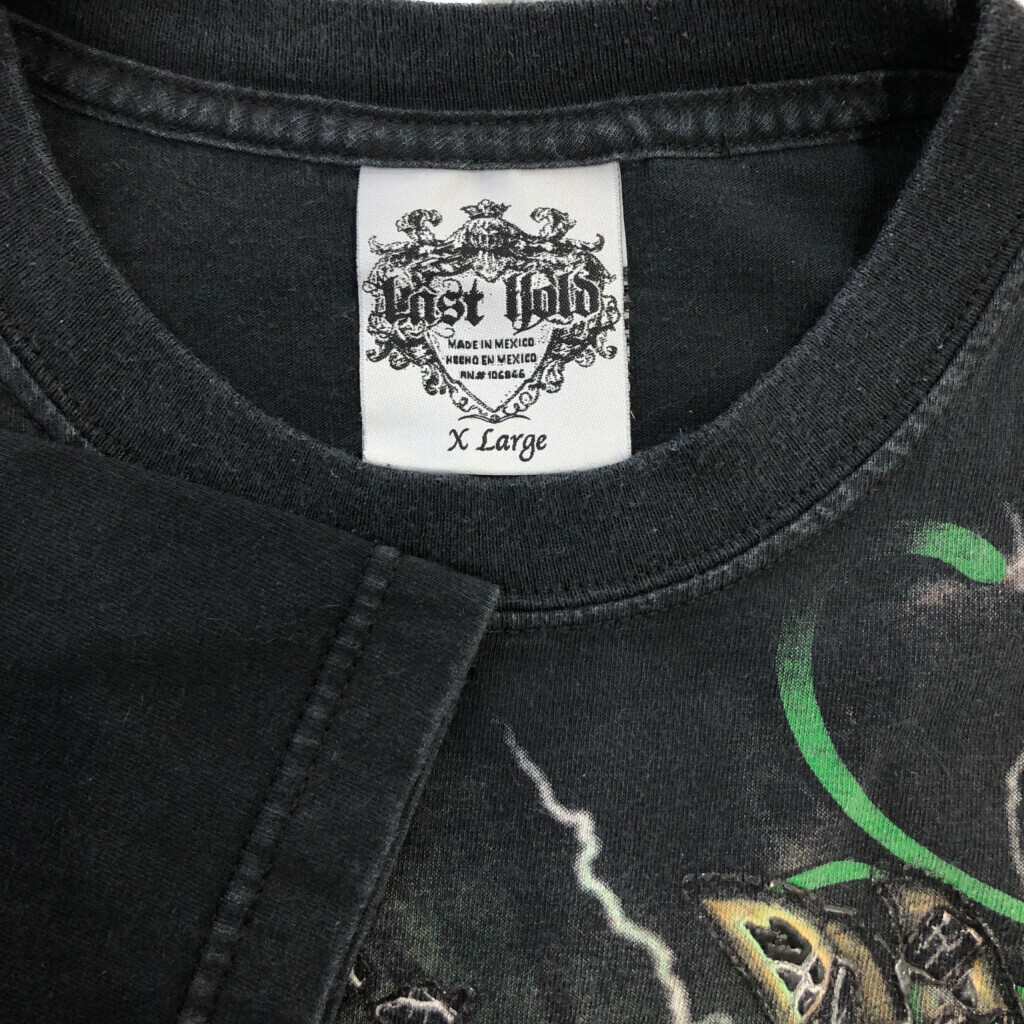 Last Hold
MADE IN MEXICO
HECHO EN MEXICO
RN# 106846
X Large